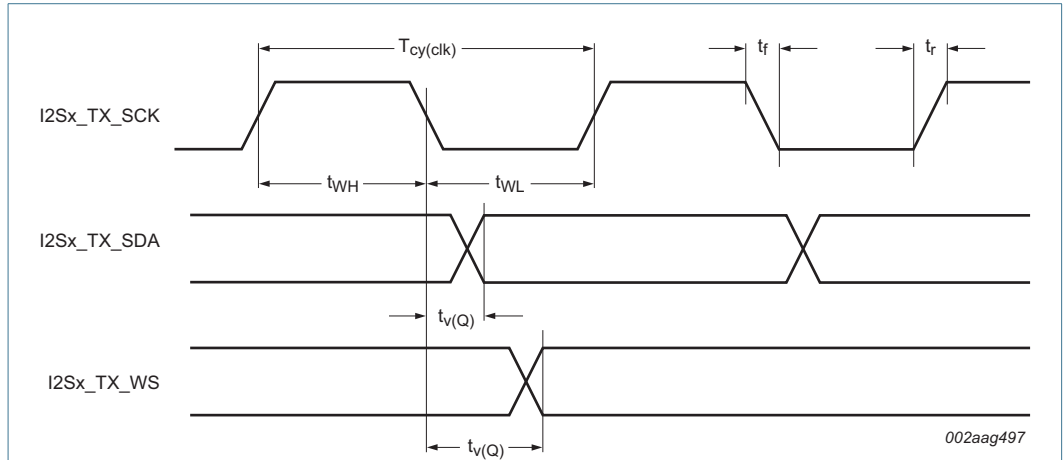 T_cy(clk)
t_f
t_r
I2Sx_TX_SCK
t_WH
t_WL
I2Sx_TX_SDA
t_v(Q)
I2Sx_TX_WS
t_v(Q)
002aag497